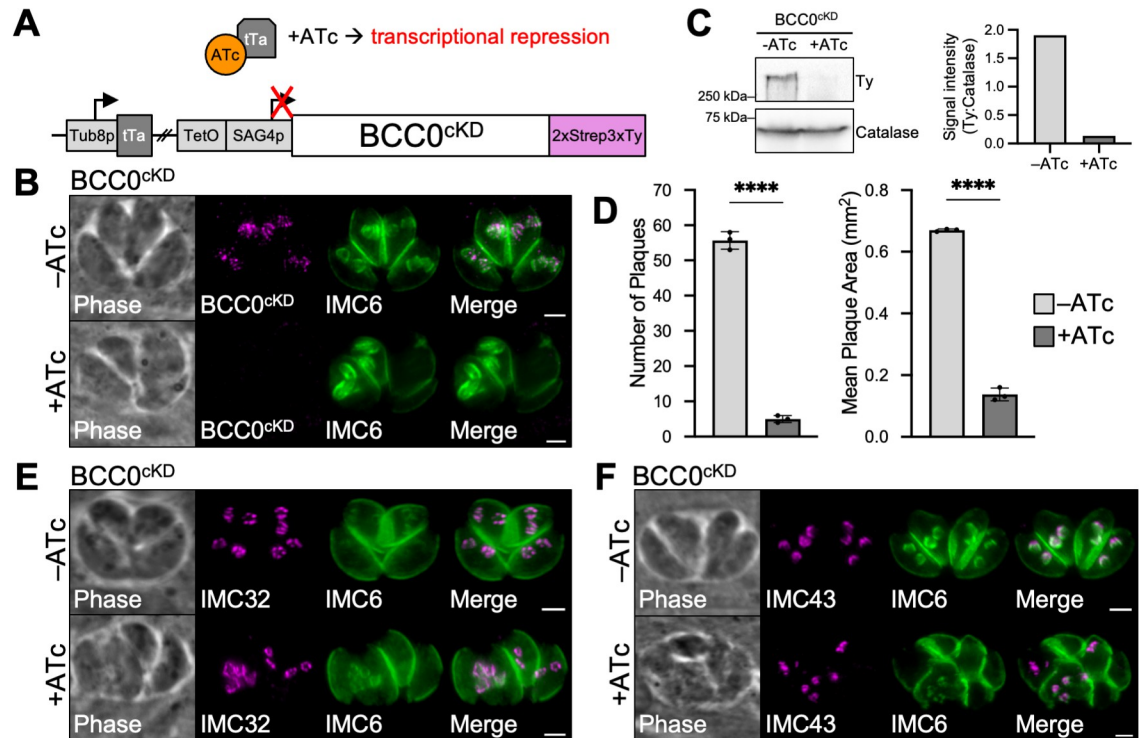 A
ATc
tTa
+ATc → transcriptional repression
Tub8p
tTa
TetO
SAG4p
BCC0cKD
2xStrep3xTy
B
BCC0cKD
–ATc
Phase
BCC0cKD
IMC6
Merge
+ATc
Phase
BCC0cKD
IMC6
Merge
C
BCC0cKD
-ATc +ATc
Ty
250 kDa
75 kDa
Catalase
Signal intensity
(Ty:Catalase)
2.0
1.5
1.0
0.5
0.0
–ATc
+ATc
D
Number of Plaques
70
60
50
40
30
20
10
0
****
Mean Plaque Area (mm²)
0.8
0.6
0.4
0.2
0.0
****
–ATc
+ATc
E
BCC0cKD
–ATc
Phase
IMC32
IMC6
Merge
+ATc
Phase
IMC32
IMC6
Merge
F
BCC0cKD
–ATc
Phase
IMC43
IMC6
Merge
+ATc
Phase
IMC43
IMC6
Merge